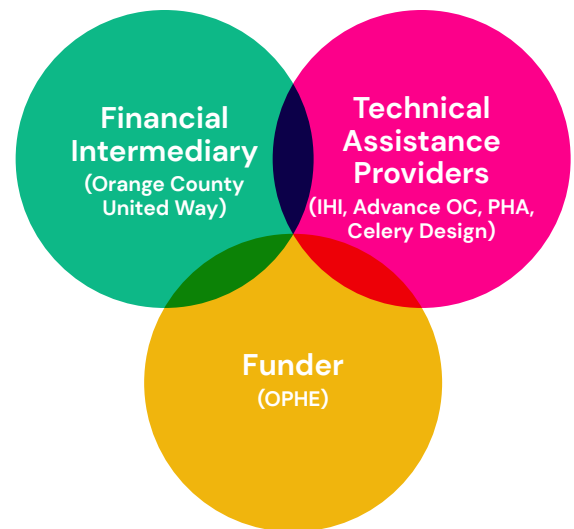 Financial
Intermediary
(Orange County
United Way)
Technical
Assistance
Providers
(IHI, Advance OC, PHA,
Celery Design)
Funder
(OPHE)